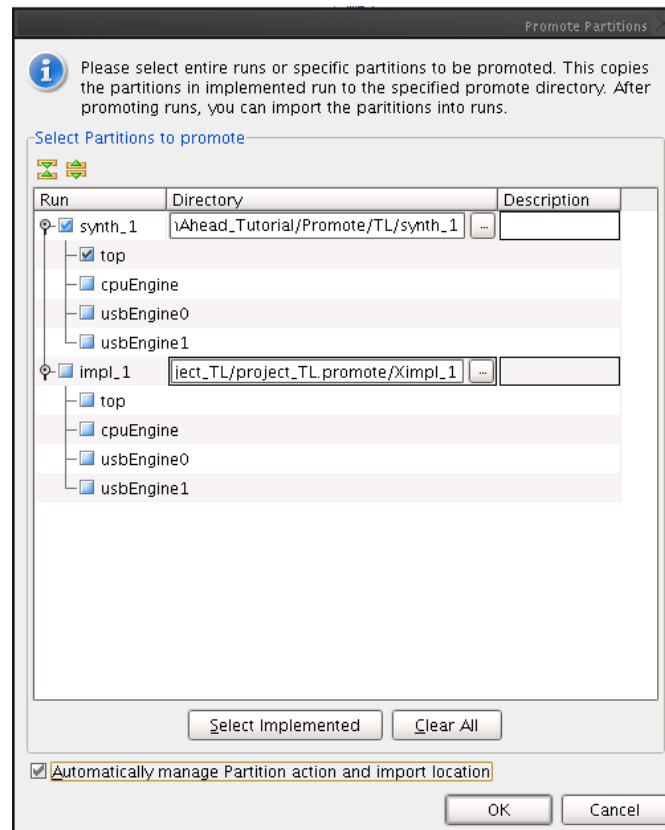 Promote Partitions
Please select entire runs or specific partitions to be promoted. This copies
the partitions in implemented run to the specified promote directory. After
promoting runs, you can import the parititions into runs.
Select Partitions to promote
Run Directory Description
synth_1 ıAhead_Tutorial/Promote/TL/synth_1 ...
top
cpuEngine
usbEngine0
usbEngine1
impl_1 ject_TL/project_TL.promote/Ximpl_1 ...
top
cpuEngine
usbEngine0
usbEngine1
Select Implemented Clear All
Automatically manage Partition action and import location
OK Cancel